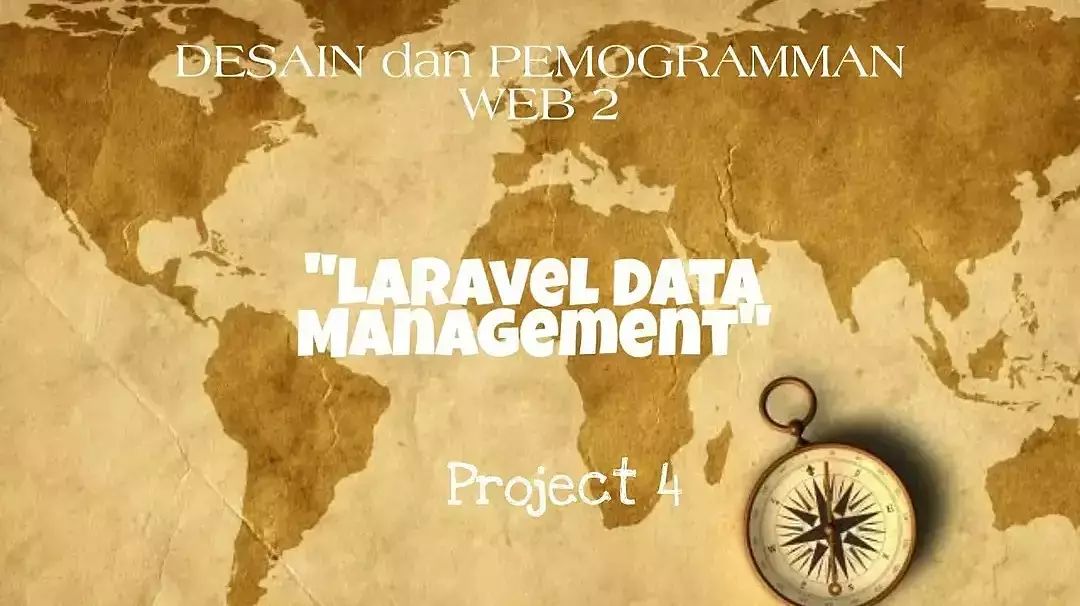 DESAIN dan PEMOGRAMMAN
WEB 2
"LARAVEL DATA
MANAGEMENT"
Project 4